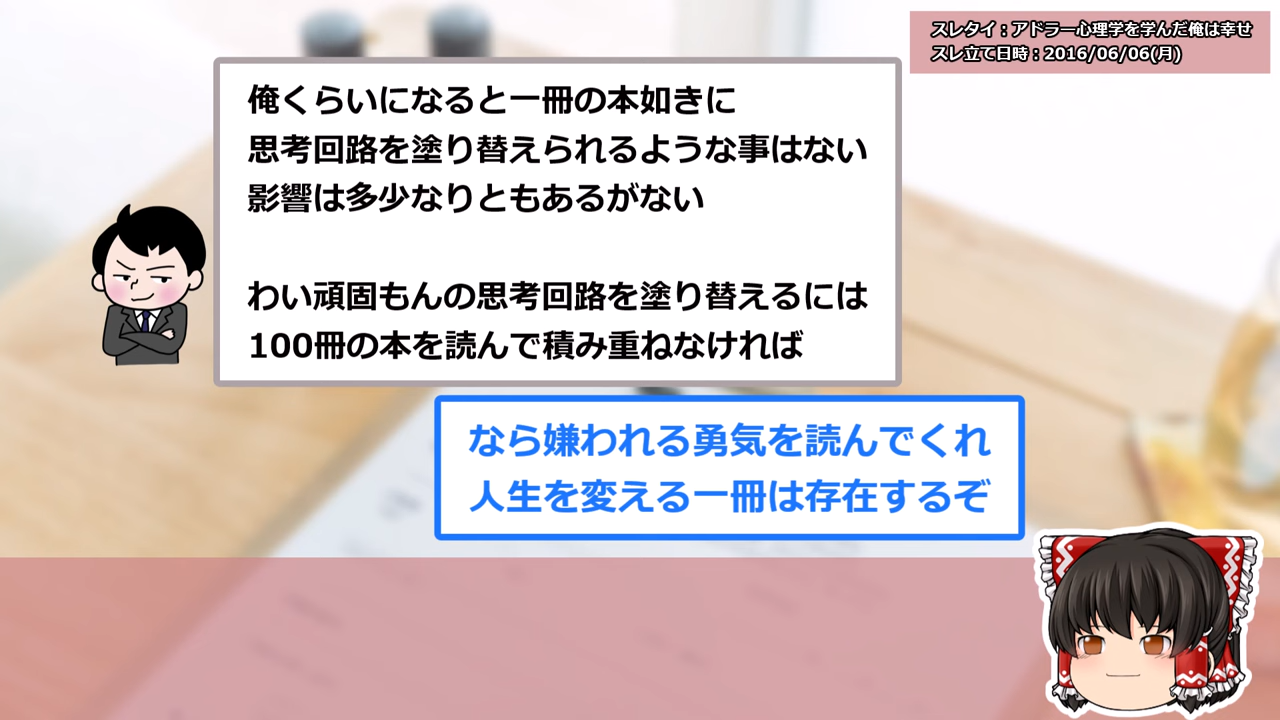 スレタイ：アドラー心理学を学んだ俺は幸せ
スレ立て日時：2016/06/06(月)
俺くらいになると一冊の本如きに
思考回路を塗り替えられるような事はない
影響は多少なりともあるがない
わい頑固もんの思考回路を塗り替えるには
100冊の本を読んで積み重ねなければ
なら嫌われる勇気を読んでくれ
人生を変える一冊は存在するぞ